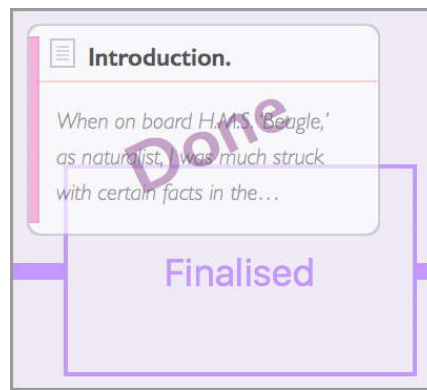 Introduction.
When on board H.M.S. ‘Beagle,’
as naturalist, I was much struck
with certain facts in the…
Done
Finalised